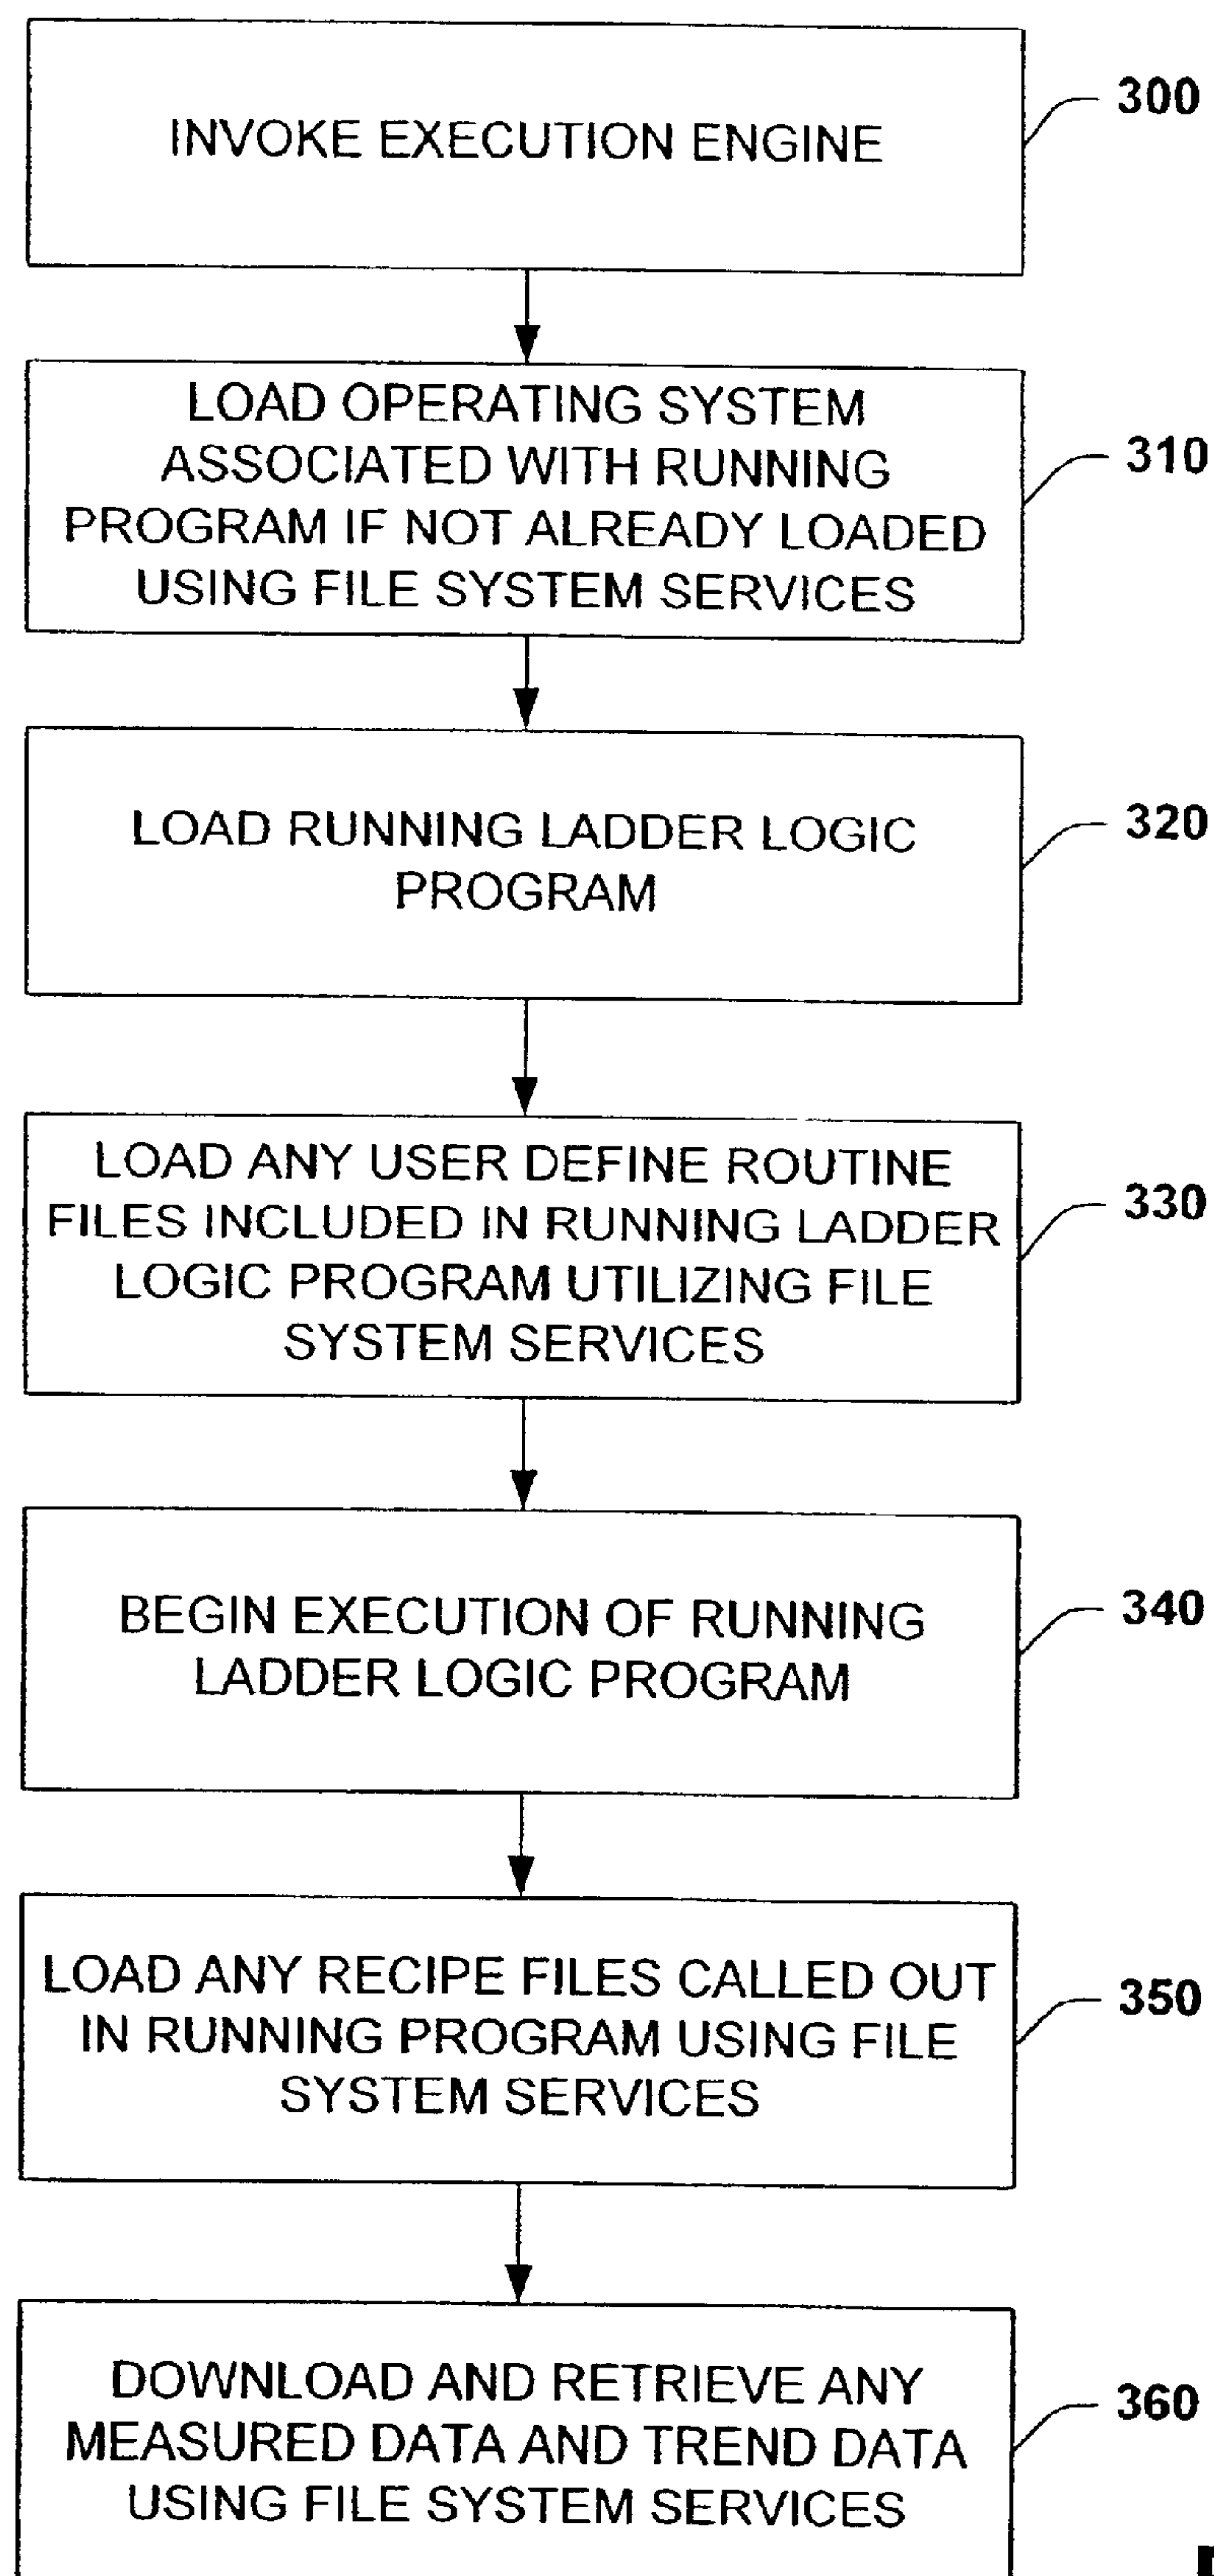 INVOKE EXECUTION ENGINE
300
LOAD OPERATING SYSTEM
ASSOCIATED WITH RUNNING
PROGRAM IF NOT ALREADY LOADED
USING FILE SYSTEM SERVICES
310
LOAD RUNNING LADDER LOGIC
PROGRAM
320
LOAD ANY USER DEFINE ROUTINE
FILES INCLUDED IN RUNNING LADDER
LOGIC PROGRAM UTILIZING FILE
SYSTEM SERVICES
330
BEGIN EXECUTION OF RUNNING
LADDER LOGIC PROGRAM
340
LOAD ANY RECIPE FILES CALLED OUT
IN RUNNING PROGRAM USING FILE
SYSTEM SERVICES
350
DOWNLOAD AND RETRIEVE ANY
MEASURED DATA AND TREND DATA
USING FILE SYSTEM SERVICES
360